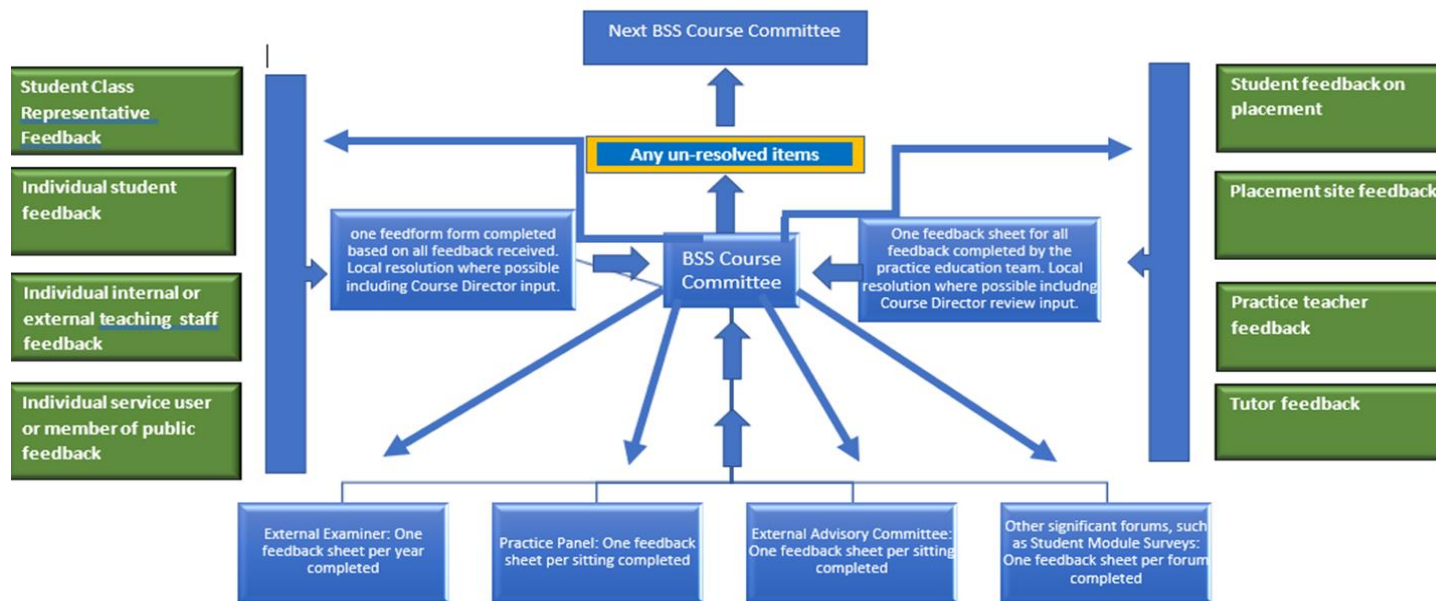 Next BSS Course Committee
Any un-resolved items
Student Class
Representative
Feedback
Individual student
feedback
Individual internal or
external teaching staff
feedback
Individual service user
or member of public
feedback
one feedform form completed
based on all feedback received.
Local resolution where possible
including Course Director input.
BSS Course
Committee
One feedback sheet for all
feedback completed by the
practice education team. Local
resolution where possible includng
Course Director review input.
Student feedback on
placement
Placement site feedback
Practice teacher
feedback
Tutor feedback
External Examiner: One
feedback sheet per year
completed
Practice Panel: One feedback
sheet per sitting completed
External Advisory Committee:
One feedback sheet per sitting
completed
Other significant forums, such
as Student Module Surveys:
One feedback sheet per forum
completed